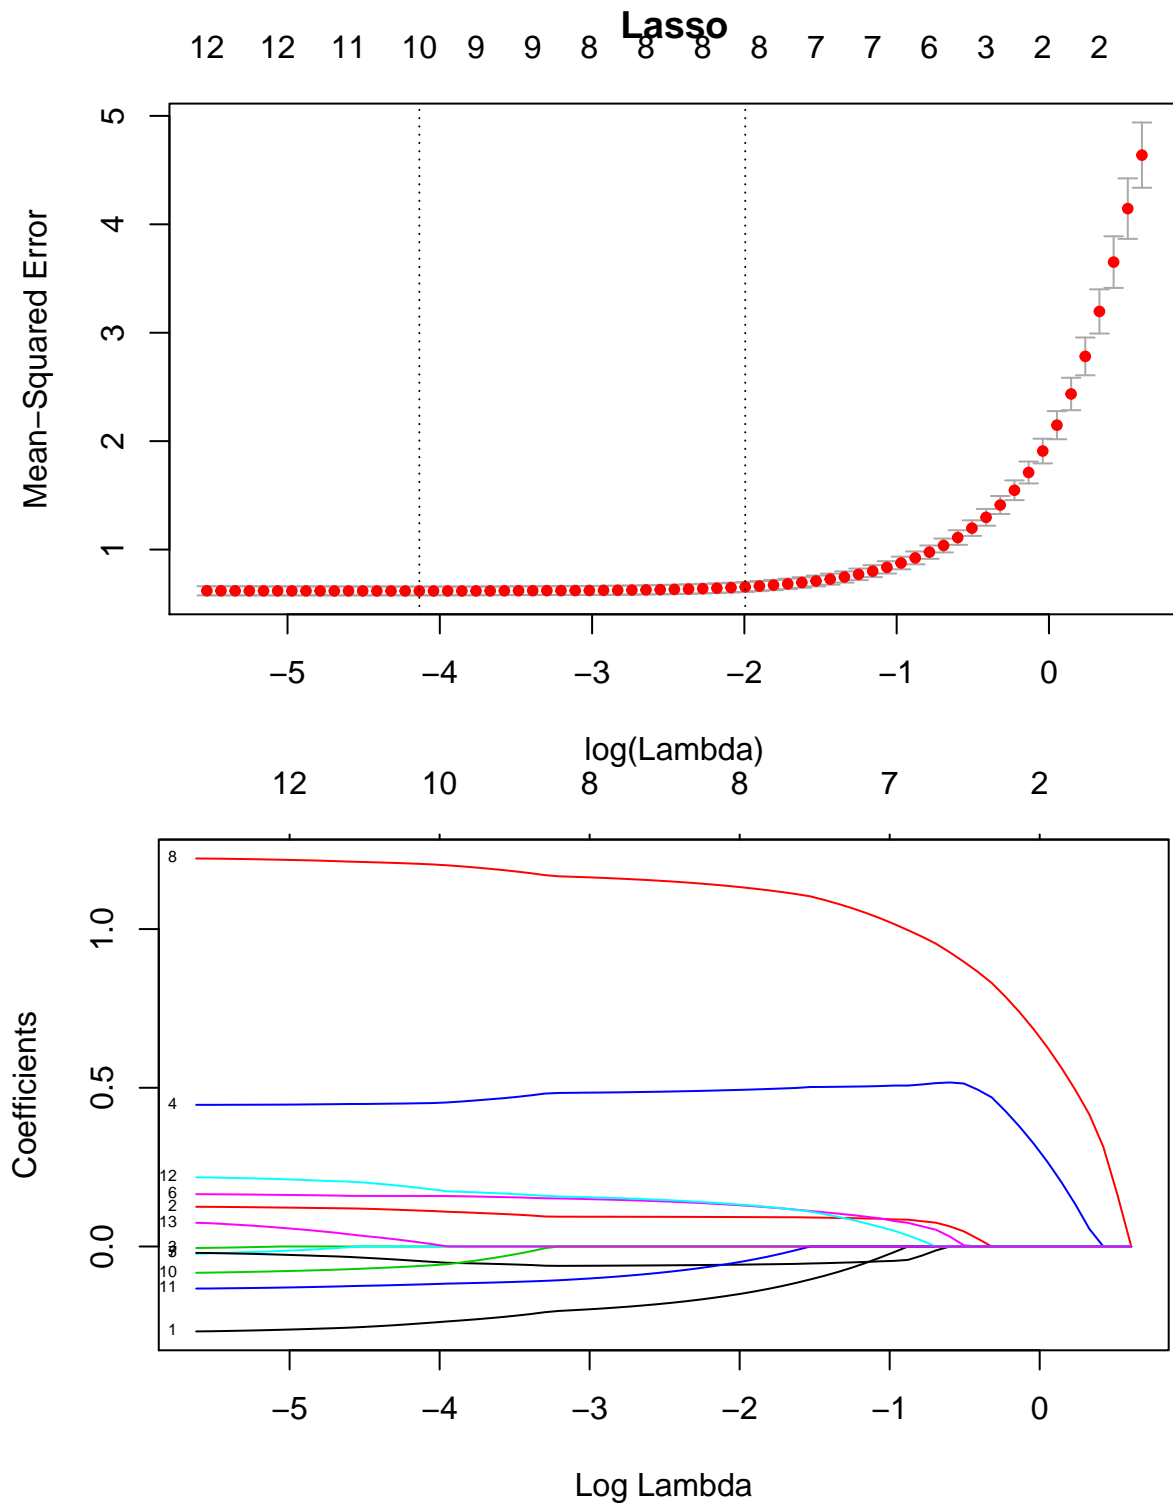 Lasso
12 12 11 10 9 9 8 8 8 8 7 7 6 3 2 2
5
4
3
2
1
Mean−Squared Error
−5 −4 −3 −2 −1 0
log(Lambda)
12 10 8 8 7 2
1.0
0.5
0.0
Coefficients
8
4
12
6
2
13
3
10
11
1
−5 −4 −3 −2 −1 0
Log Lambda